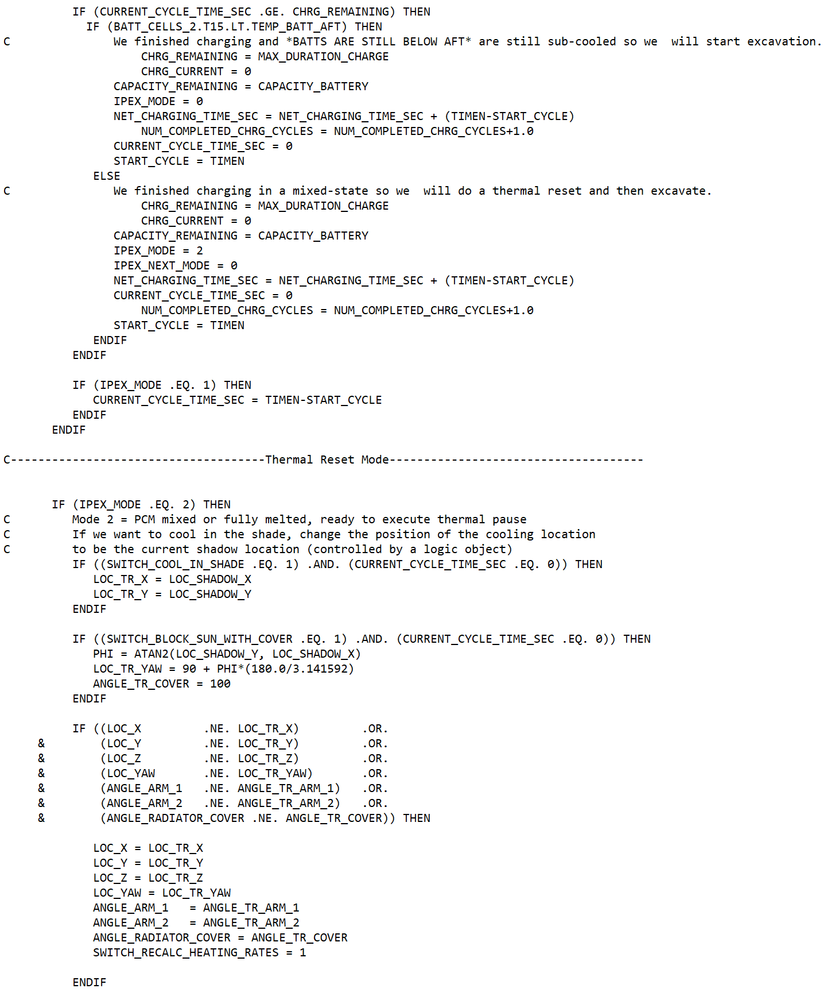 IF (CURRENT_CYCLE_TIME_SEC .GE. CHRG_REMAINING) THEN
            IF (BATT_CELLS_2.T15.LT.TEMP_BATT_AFT) THEN
C               We finished charging and *BATTS ARE STILL BELOW AFT* are still sub-cooled so we  will start excavation.
                    CHRG_REMAINING = MAX_DURATION_CHARGE
                    CHRG_CURRENT = 0
                CAPACITY_REMAINING = CAPACITY_BATTERY
                IPEX_MODE = 0
                NET_CHARGING_TIME_SEC = NET_CHARGING_TIME_SEC + (TIMEN-START_CYCLE)
                    NUM_COMPLETED_CHRG_CYCLES = NUM_COMPLETED_CHRG_CYCLES+1.0
                CURRENT_CYCLE_TIME_SEC = 0
                START_CYCLE = TIMEN
             ELSE
C               We finished charging in a mixed-state so we  will do a thermal reset and then excavate.
                    CHRG_REMAINING = MAX_DURATION_CHARGE
                    CHRG_CURRENT = 0
                CAPACITY_REMAINING = CAPACITY_BATTERY
                IPEX_MODE = 2
                IPEX_NEXT_MODE = 0
                NET_CHARGING_TIME_SEC = NET_CHARGING_TIME_SEC + (TIMEN-START_CYCLE)
                CURRENT_CYCLE_TIME_SEC = 0
                    NUM_COMPLETED_CHRG_CYCLES = NUM_COMPLETED_CHRG_CYCLES+1.0
                START_CYCLE = TIMEN
             ENDIF
          ENDIF

          IF (IPEX_MODE .EQ. 1) THEN
             CURRENT_CYCLE_TIME_SEC = TIMEN-START_CYCLE
          ENDIF
       ENDIF

C-------------------------------------Thermal Reset Mode-------------------------------------

       IF (IPEX_MODE .EQ. 2) THEN
C         Mode 2 = PCM mixed or fully melted, ready to execute thermal pause
C         If we want to cool in the shade, change the position of the cooling location
C         to be the current shadow location (controlled by a logic object)
          IF ((SWITCH_COOL_IN_SHADE .EQ. 1) .AND. (CURRENT_CYCLE_TIME_SEC .EQ. 0)) THEN
             LOC_TR_X = LOC_SHADOW_X
             LOC_TR_Y = LOC_SHADOW_Y
          ENDIF

          IF ((SWITCH_BLOCK_SUN_WITH_COVER .EQ. 1) .AND. (CURRENT_CYCLE_TIME_SEC .EQ. 0)) THEN
             PHI = ATAN2(LOC_SHADOW_Y, LOC_SHADOW_X)
             LOC_TR_YAW = 90 + PHI*(180.0/3.141592)
             ANGLE_TR_COVER = 100
          ENDIF

          IF ((LOC_X         .NE. LOC_TR_X)         .OR.
     &        (LOC_Y         .NE. LOC_TR_Y)         .OR.
     &        (LOC_Z         .NE. LOC_TR_Z)         .OR.
     &        (LOC_YAW       .NE. LOC_TR_YAW)       .OR.
     &        (ANGLE_ARM_1   .NE. ANGLE_TR_ARM_1)   .OR.
     &        (ANGLE_ARM_2   .NE. ANGLE_TR_ARM_2)   .OR.
     &        (ANGLE_RADIATOR_COVER .NE. ANGLE_TR_COVER)) THEN

             LOC_X = LOC_TR_X
             LOC_Y = LOC_TR_Y
             LOC_Z = LOC_TR_Z
             LOC_YAW = LOC_TR_YAW
             ANGLE_ARM_1   = ANGLE_TR_ARM_1
             ANGLE_ARM_2   = ANGLE_TR_ARM_2
             ANGLE_RADIATOR_COVER = ANGLE_TR_COVER
             SWITCH_RECALC_HEATING_RATES = 1

          ENDIF